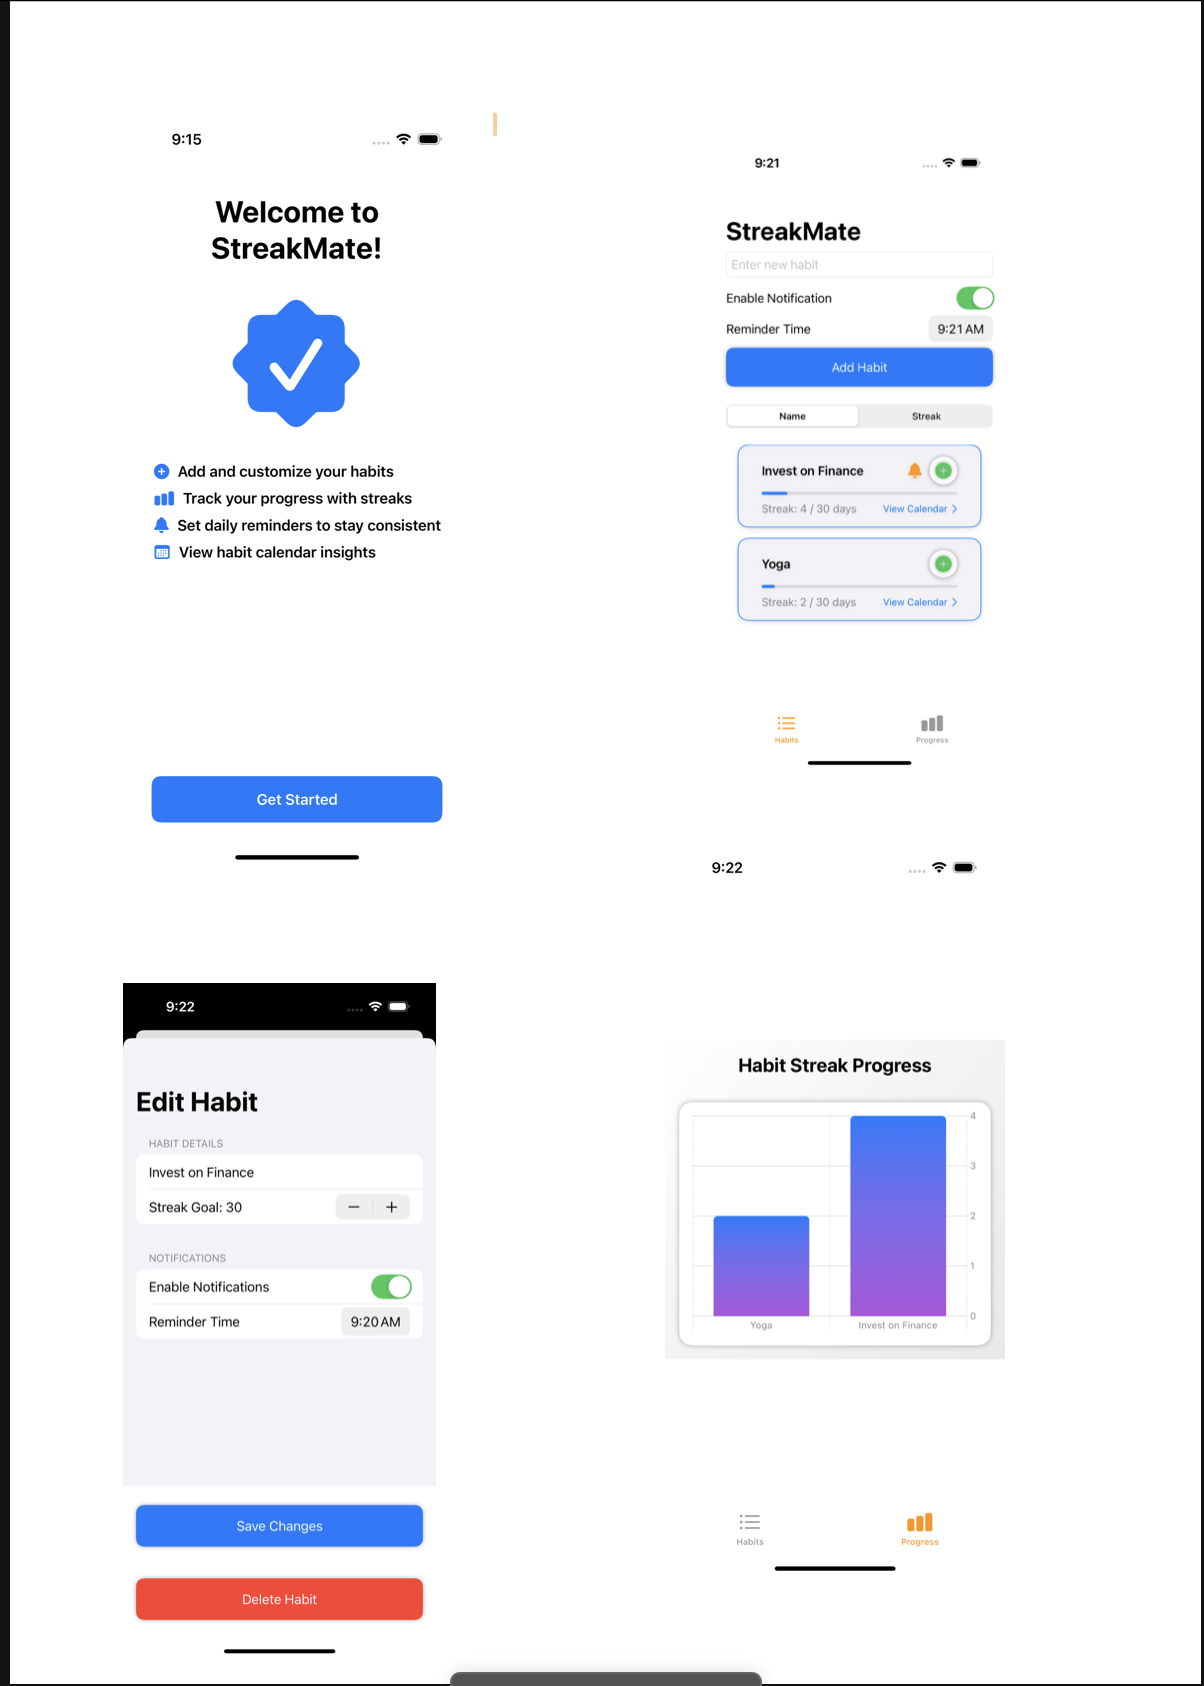 9:15
Welcome to
StreakMate!
Add and customize your habits
Track your progress with streaks
Set daily reminders to stay consistent
View habit calendar insights
Get Started
9:21
StreakMate
Enter new habit
Enable Notification
Reminder Time 9:21 AM
Add Habit
Name Streak
Invest on Finance
Streak: 4 / 30 days View Calendar
Yoga
Streak: 2 / 30 days View Calendar
Habits Progress
9:22
Edit Habit
HABIT DETAILS
Invest on Finance
Streak Goal: 30
NOTIFICATIONS
Enable Notifications
Reminder Time 9:20 AM
Save Changes
Delete Habit
9:22
Habit Streak Progress
4
3
2
1
0
Yoga Invest on Finance
Habits Progress